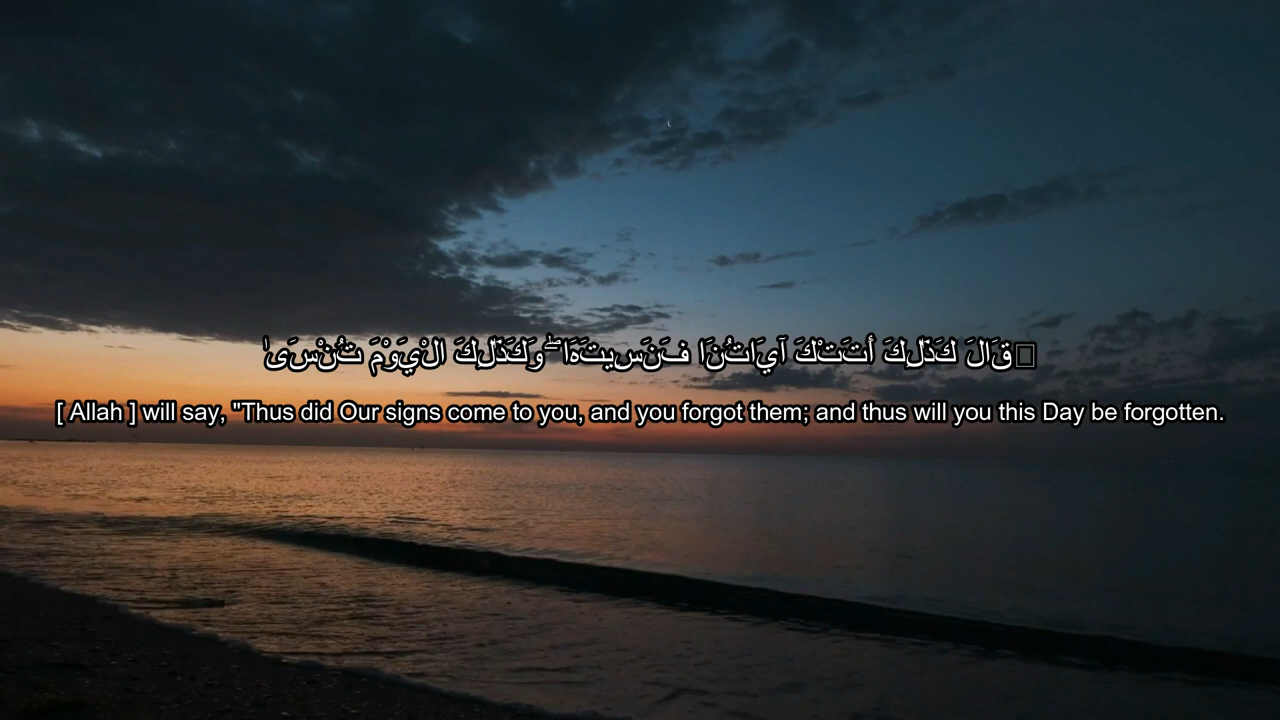 قَالَ كَذَٰلِكَ أَتَتْكَ آيَاتُنَا فَنَسِيتَهَا ۖ وَكَذَٰلِكَ الْيَوْمَ تُنْسَىٰ
[ Allah ] will say, "Thus did Our signs come to you, and you forgot them; and thus will you this Day be forgotten.